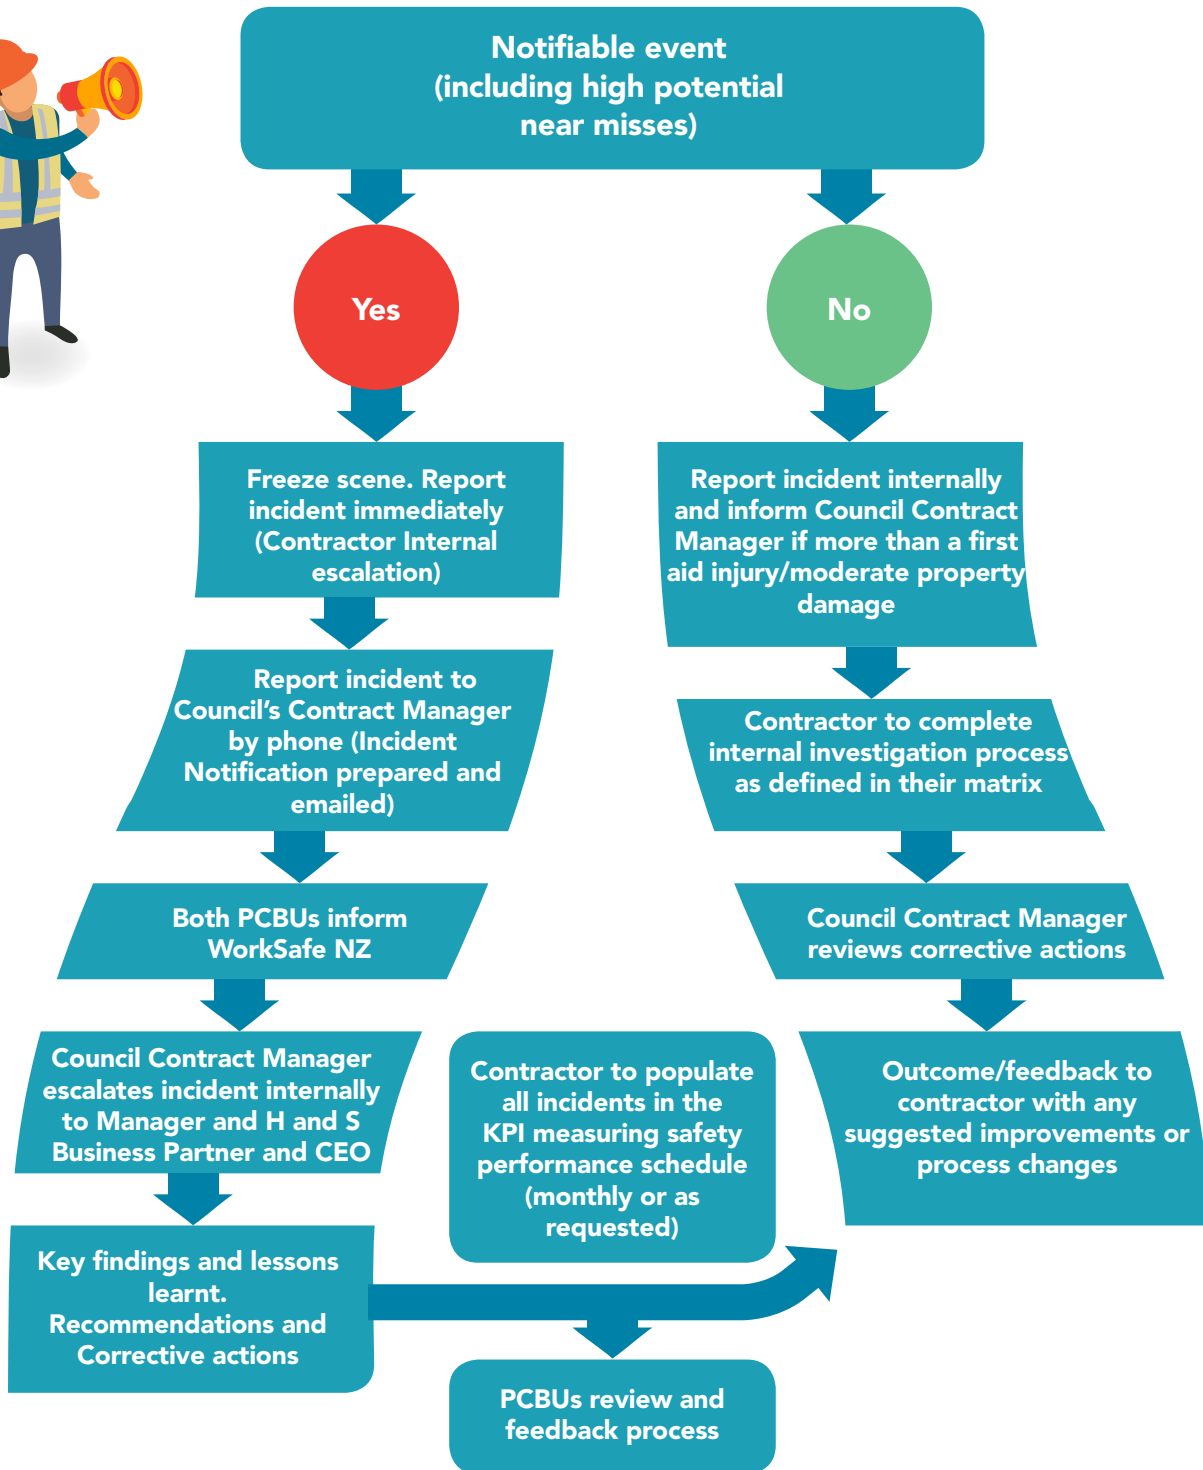 Notifiable event
(including high potential
near misses)
Yes
No
Freeze scene. Report
incident immediately
(Contractor Internal
escalation)
Report incident to
Council's Contract Manager
by phone (Incident
Notification prepared and
emailed)
Both PCBUs inform
WorkSafe NZ
Council Contract Manager
escalates incident internally
to Manager and H and S
Business Partner and CEO
Key findings and lessons
learnt.
Recommendations and
Corrective actions
Report incident internally
and inform Council Contract
Manager if more than a first
aid injury/moderate property
damage
Contractor to complete
internal investigation process
as defined in their matrix
Council Contract Manager
reviews corrective actions
Outcome/feedback to
contractor with any
suggested improvements or
process changes
Contractor to populate
all incidents in the
KPI measuring safety
performance schedule
(monthly or as
requested)
PCBUs review and
feedback process